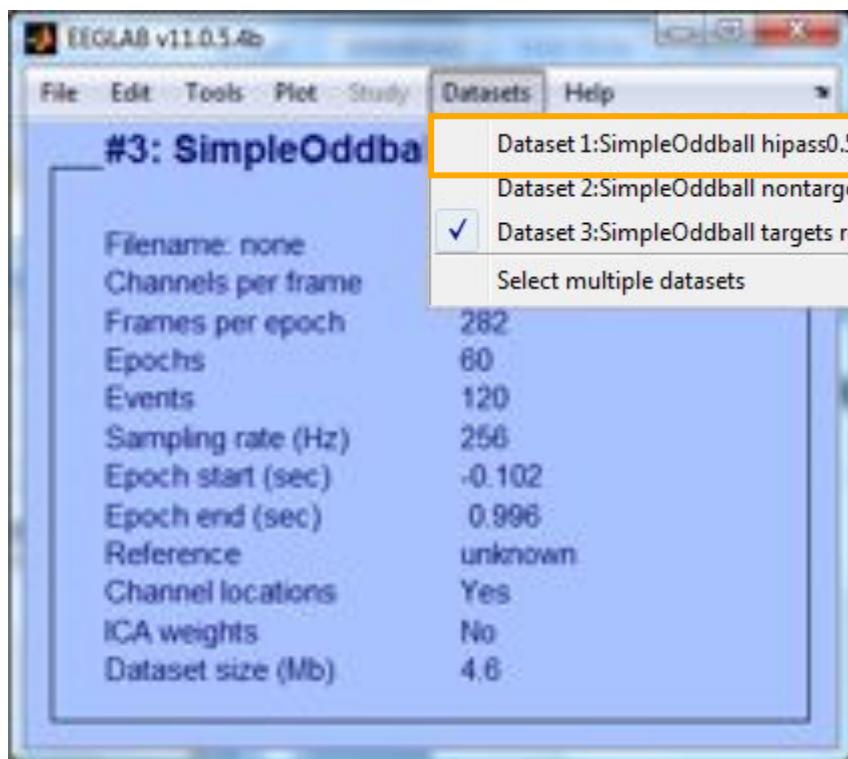 EEGLAB v11.0.5.4b
File Edit Tools Plot Study Datasets Help
#3: SimpleOddba
Dataset 1:SimpleOddball hipass0.5
Dataset 2:SimpleOddball nontarge
✓ Dataset 3:SimpleOddball targets r
Select multiple datasets
Filename: none
Channels per frame
Frames per epoch 282
Epochs 60
Events 120
Sampling rate (Hz) 256
Epoch start (sec) -0.102
Epoch end (sec) 0.996
Reference unknown
Channel locations Yes
ICA weights No
Dataset size (Mb) 4.6